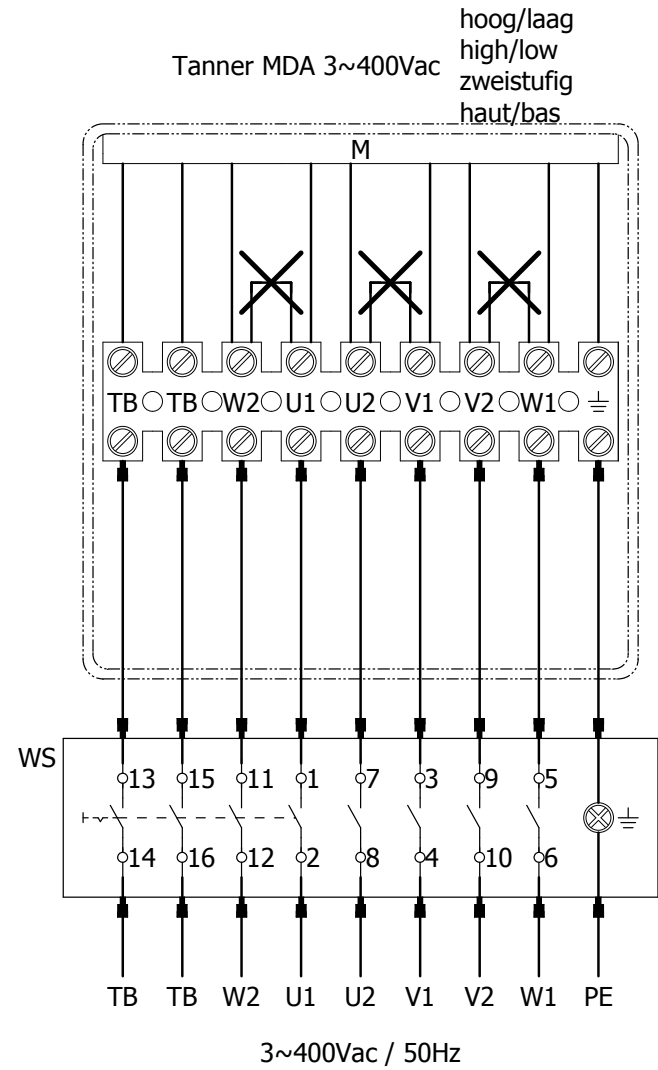 hoog/laag
Tanner MDA 3~400Vac high/low
zweistufig
haut/bas
M
TB TB W2 U1 U2 V1 V2 W1
WS
13 15 11 1 7 3 9 5
14 16 12 2 8 4 10 6
TB TB W2 U1 U2 V1 V2 W1 PE
3~400Vac / 50Hz